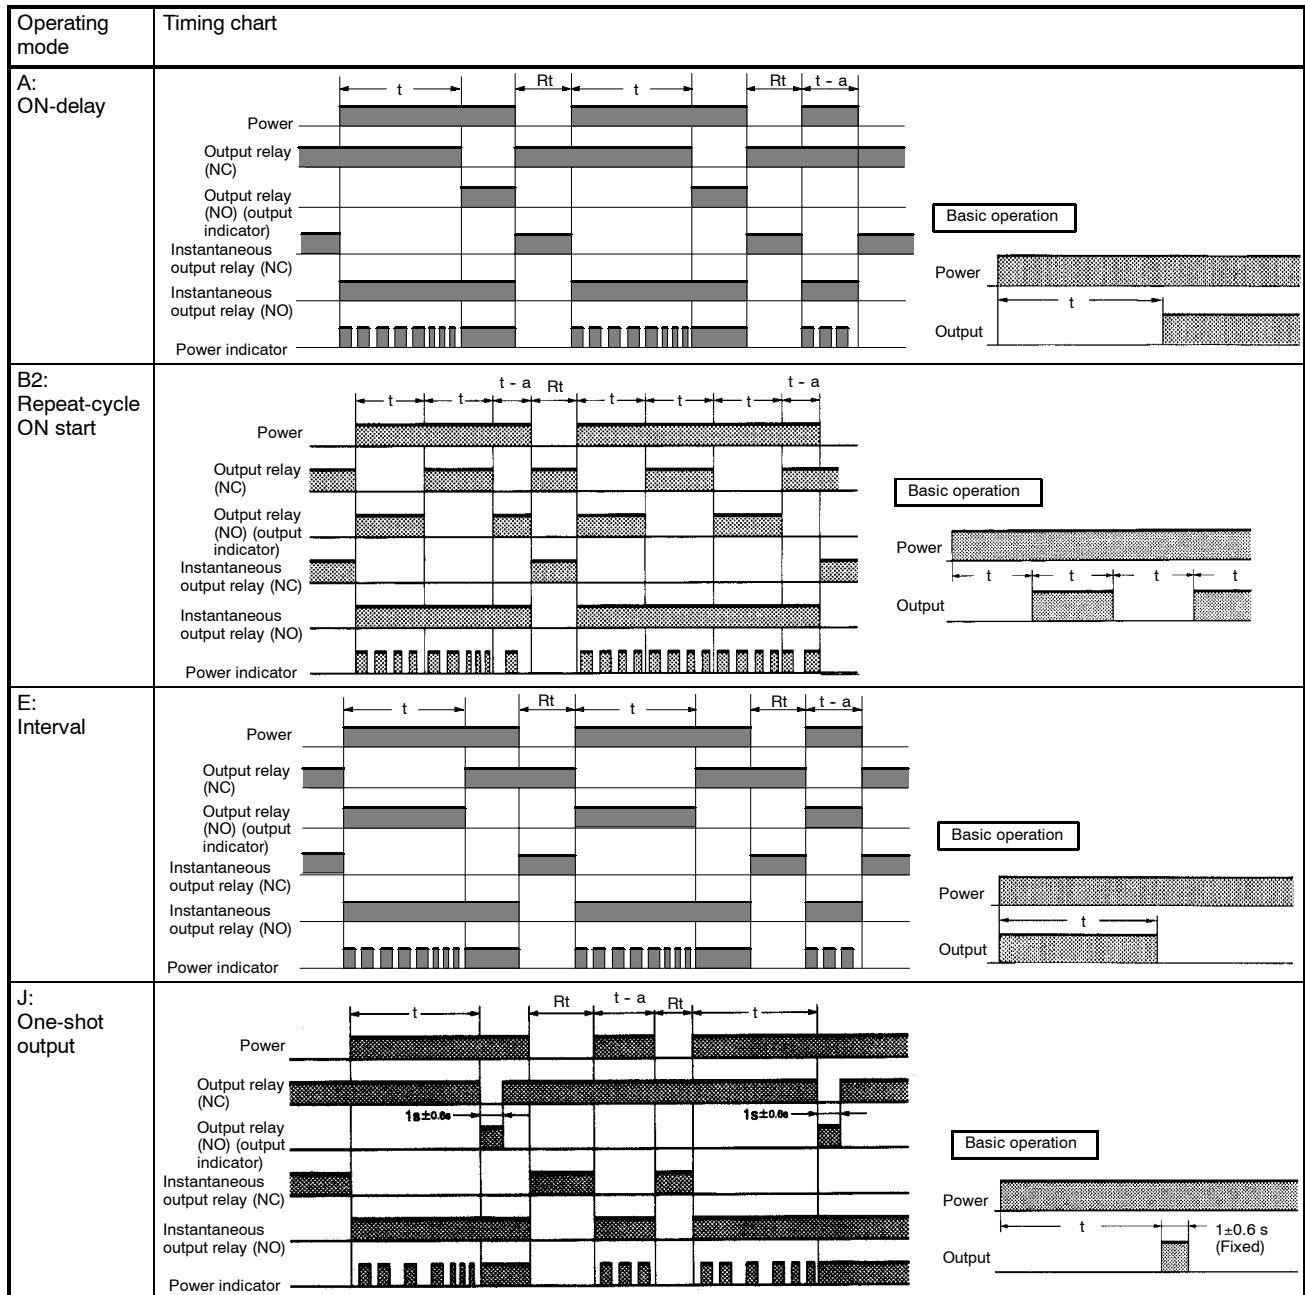 Operating
mode
Timing chart
A:
ON-delay
t
Rt
t
Rt
t - a
Power
Output relay
(NC)
Output relay
(NO) (output
indicator)
Instantaneous
output relay (NC)
Instantaneous
output relay (NO)
Power indicator
Basic operation
Power
t
Output
B2:
Repeat-cycle
ON start
t
t
t - a
Rt
t
t
t
t - a
Power
Output relay
(NC)
Output relay
(NO) (output
indicator)
Instantaneous
output relay (NC)
Instantaneous
output relay (NO)
Power indicator
Basic operation
Power
t
t
t
t
Output
E:
Interval
t
Rt
t
Rt
t - a
Power
Output relay
(NC)
Output relay
(NO) (output
indicator)
Instantaneous
output relay (NC)
Instantaneous
output relay (NO)
Power indicator
Basic operation
Power
t
Output
J:
One-shot
output
t
Rt
t - a
Rt
t
Power
Output relay
(NC)
1s±0.6s
1s±0.6s
Output relay
(NO) (output
indicator)
Instantaneous
output relay (NC)
Instantaneous
output relay (NO)
Power indicator
Basic operation
Power
t
1±0.6 s
(Fixed)
Output